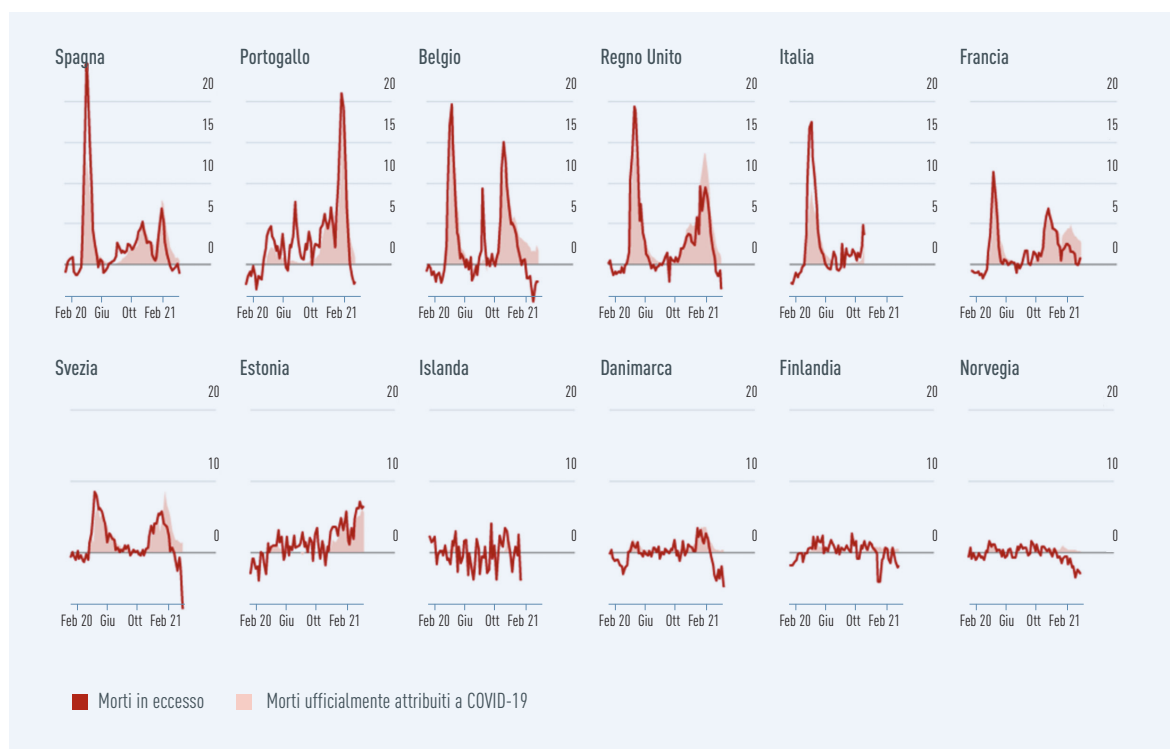 Spagna Portogallo Belgio Regno Unito Italia Francia
20 20 20 20 20 20
15 15 15 15 15 15
10 10 10 10 10 10
5 5 5 5 5 5
0 0 0 0 0 0
Feb 20 Giu Ott Feb 21 Feb 20 Giu Ott Feb 21 Feb 20 Giu Ott Feb 21 Feb 20 Giu Ott Feb 21 Feb 20 Giu Ott Feb 21 Feb 20 Giu Ott Feb 21
Svezia Estonia Islanda Danimarca Finlandia Norvegia
20 20 20 20 20 20
10 10 10 10 10 10
0 0 0 0 0 0
Feb 20 Giu Ott Feb 21 Feb 20 Giu Ott Feb 21 Feb 20 Giu Ott Feb 21 Feb 20 Giu Ott Feb 21 Feb 20 Giu Ott Feb 21 Feb 20 Giu Ott Feb 21
Morti in eccesso Morti ufficialmente attribuiti a COVID-19